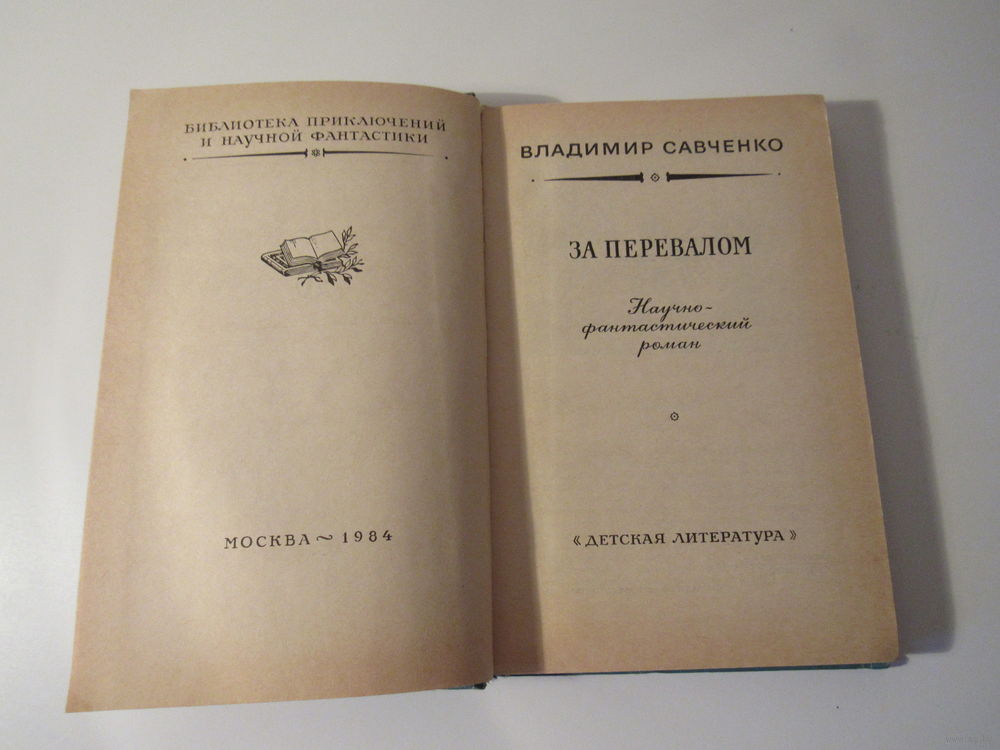 БИБЛИОТЕКА ПРИКЛЮЧЕНИЙ
И НАУЧНОЙ ФАНТАСТИКИ
МОСКВА ~ 1984
ВЛАДИМИР САВЧЕНКО
ЗА ПЕРЕВАЛОМ
Научно-
фантастический
роман
«ДЕТСКАЯ ЛИТЕРАТУРА»